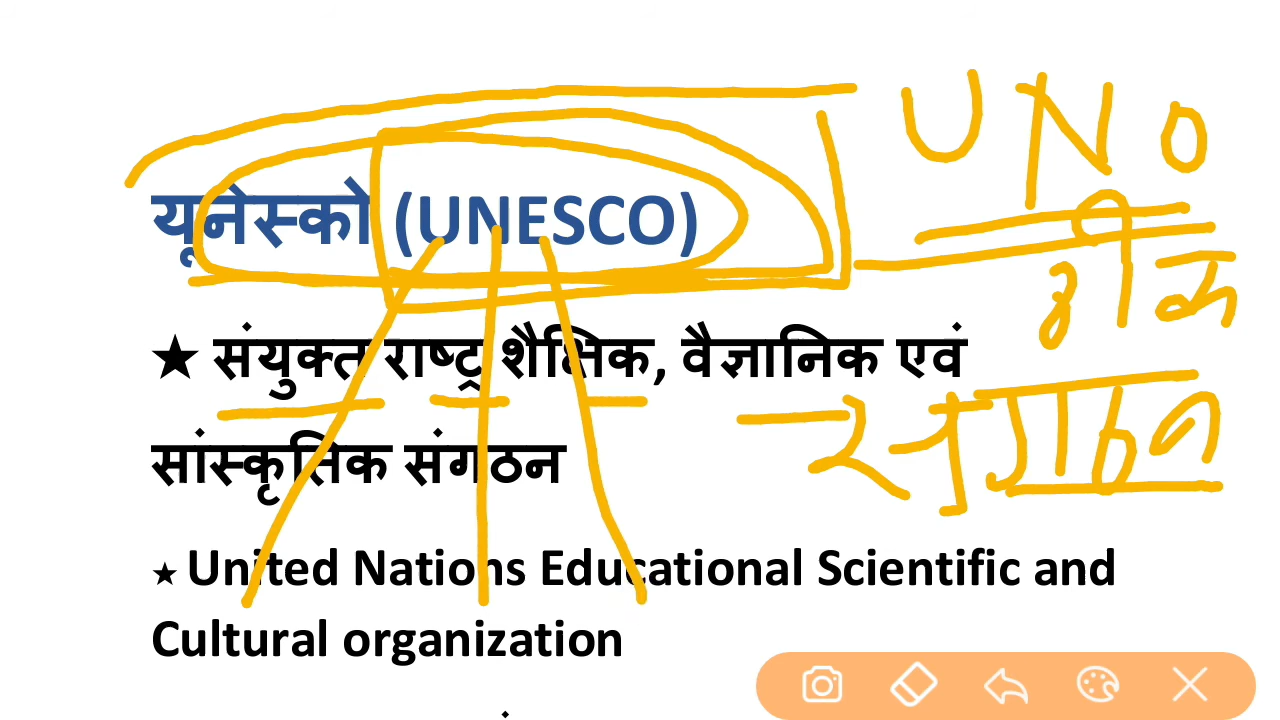 UNO
यूनेस्को (UNESCO)
★ संयुक्त राष्ट्र शैक्षिक, वैज्ञानिक एवं
सांस्कृतिक संगठन
★ United Nations Educational Scientific and
Cultural organization